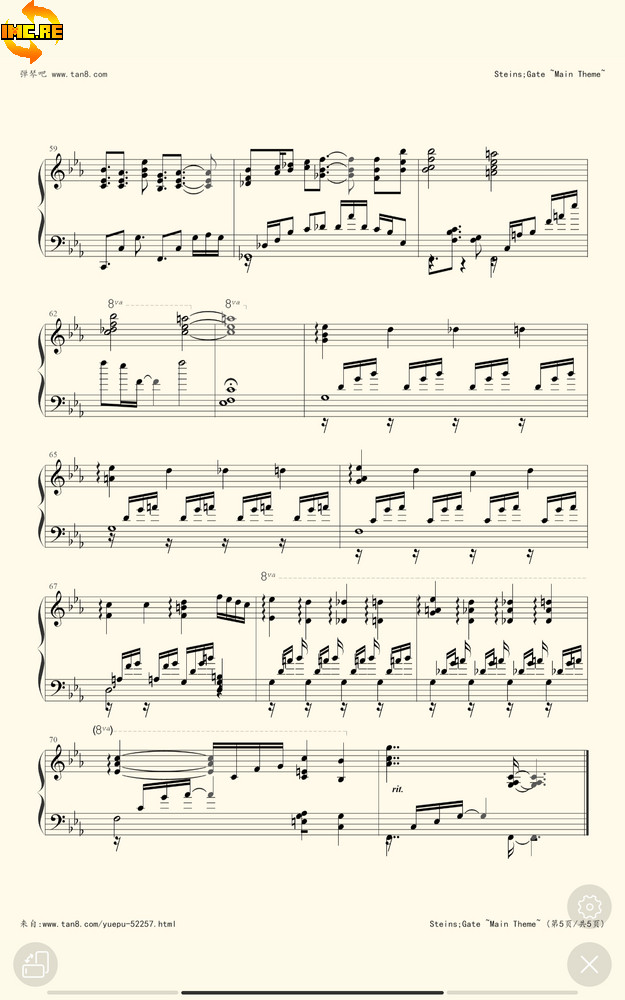 IMC.RE
弹琴吧 www.tan8.com
Steins;Gate ~Main Theme~
59
62
8va
8va
65
67
8va
70
(8va)
rit.
来自:www.tan8.com/yuepu-52257.html
Steins;Gate ~Main Theme~ (第5页/共5页)